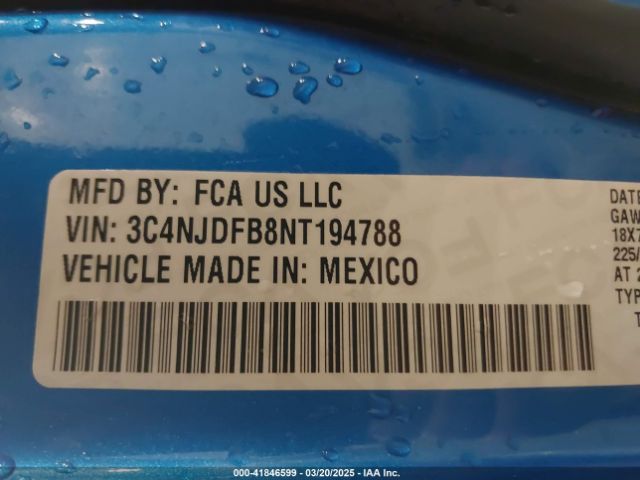 MFD BY: FCA US LLC
VIN: 3C4NJDFB8NT194788
VEHICLE MADE IN: MEXICO
DATE
GAW
18X7
225/
AT 2
TYP
T
000-41846599 — 03/20/2025 — IAA Inc.